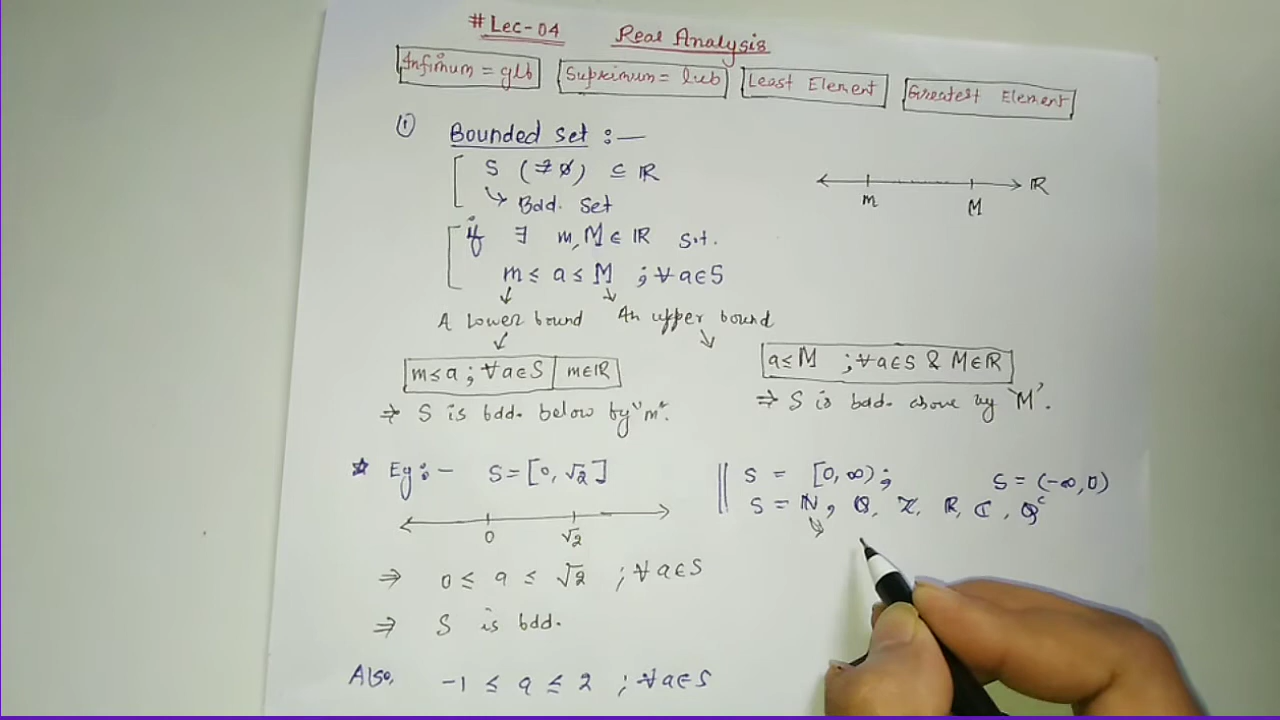 # Lec-04 Real Analysis
Infimum = glb Supremum = lub Least Element Greatest Element
① Bounded Set :—
S (≠ ∅) ⊆ ℝ
↳ Bdd. Set
if ∃ m, M ∈ ℝ s.t.
m ≤ a ≤ M ; ∀ a ∈ S
ℝ
m M
A lower bound An upper bound
m ≤ a ; ∀ a ∈ S | m ∈ ℝ
a ≤ M ; ∀ a ∈ S & M ∈ ℝ
⇒ S is bdd. below by "m".
⇒ S is bdd. above by 'M'.
☆ Eg :- S = [0, √2]
0 √2
⇒ 0 ≤ a ≤ √2 ; ∀ a ∈ S
⇒ S is bdd.
Also, -1 ≤ a ≤ 2 ; ∀ a ∈ S
S = [0, ∞) ; S = (-∞, 0)
S = ℕ, ℚ, ℤ, ℝ, ℂ, ℚᶜ